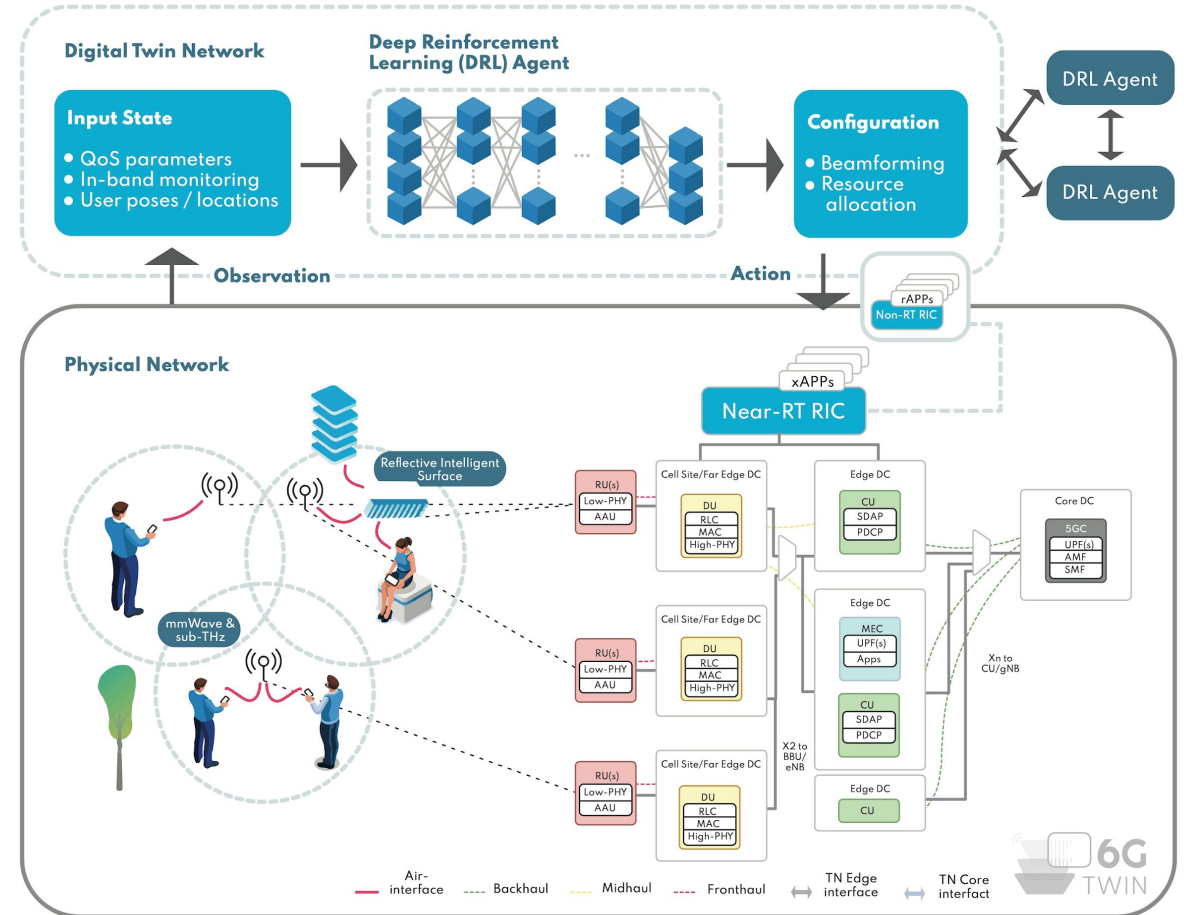 Digital Twin Network
Deep Reinforcement
Learning (DRL) Agent
Input State
• QoS parameters
• In-band monitoring
• User poses / locations
...
Configuration
• Beamforming
• Resource
allocation
DRL Agent
DRL Agent
Observation
Action
rAPPs
Non-RT RIC
Physical Network
xAPPs
Near-RT RIC
Reflective Intelligent
Surface
mmWave &
sub-THz
RU(s)
Low-PHY
AAU
Cell Site/Far Edge DC
DU
RLC
MAC
High-PHY
Edge DC
CU
SDAP
PDCP
Core DC
5GC
UPF(s)
AMF
SMF
RU(s)
Low-PHY
AAU
Cell Site/Far Edge DC
DU
RLC
MAC
High-PHY
Edge DC
MEC
UPF(s)
Apps
CU
SDAP
PDCP
Xn to
CU/gNB
X2 to
BBU/
eNB
RU(s)
Low-PHY
AAU
Cell Site/Far Edge DC
DU
RLC
MAC
High-PHY
Edge DC
CU
Air-
interface
Backhaul
Midhaul
Fronthaul
TN Edge
interface
TN Core
interfact
6G
TWIN